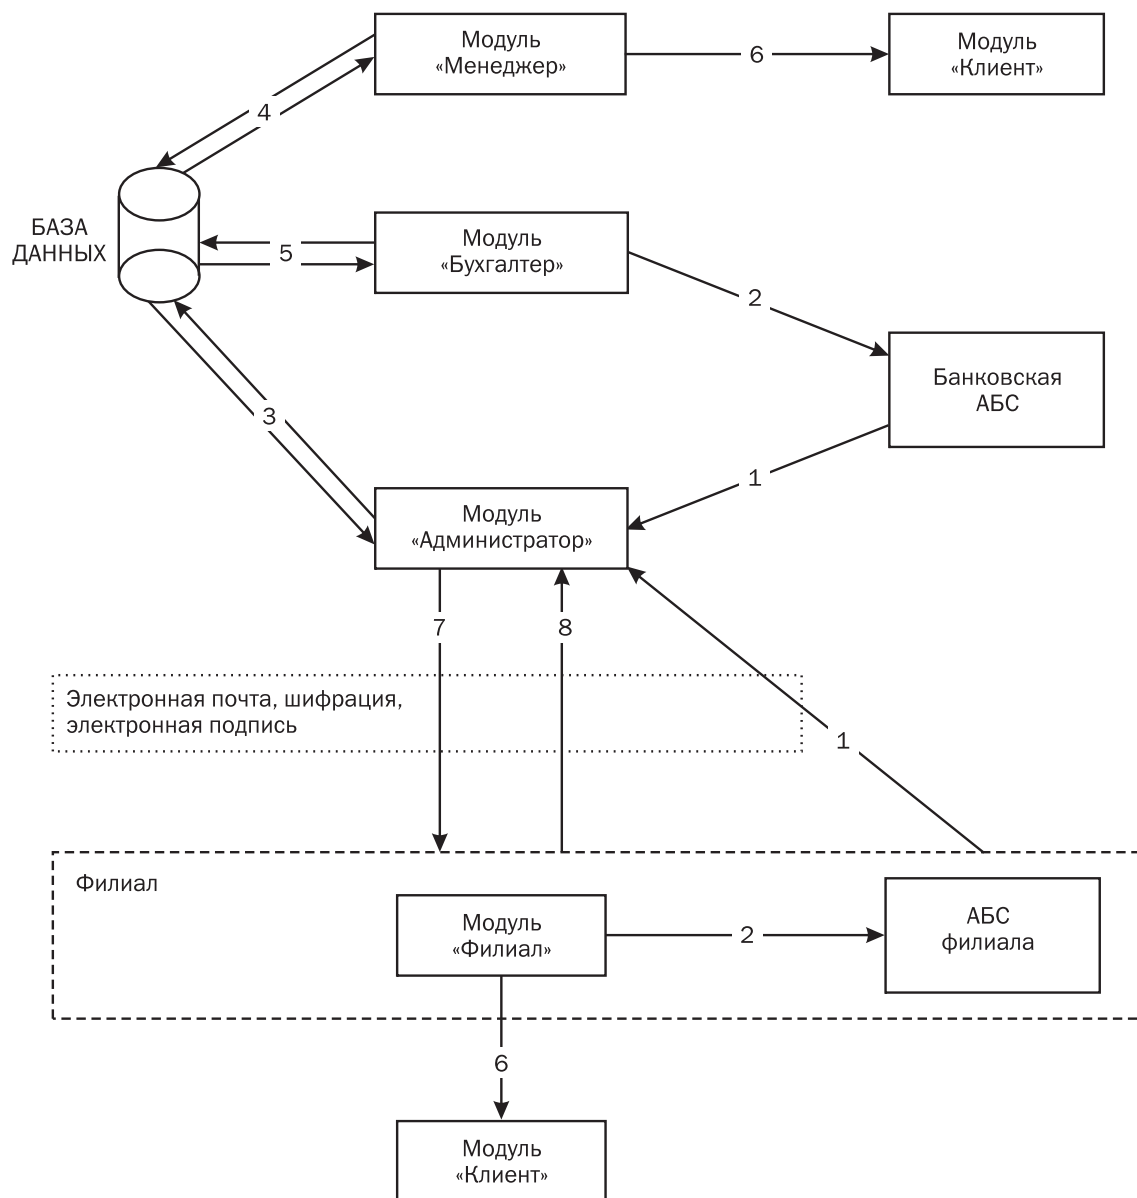 Модуль
«Менеджер»
6
Модуль
«Клиент»
4
БАЗА
ДАННЫХ
5
Модуль
«Бухгалтер»
2
Банковская
АБС
3
1
Модуль
«Администратор»
7
8
Электронная почта, шифрация,
электронная подпись
1
Филиал
Модуль
«Филиал»
2
АБС
филиала
6
Модуль
«Клиент»